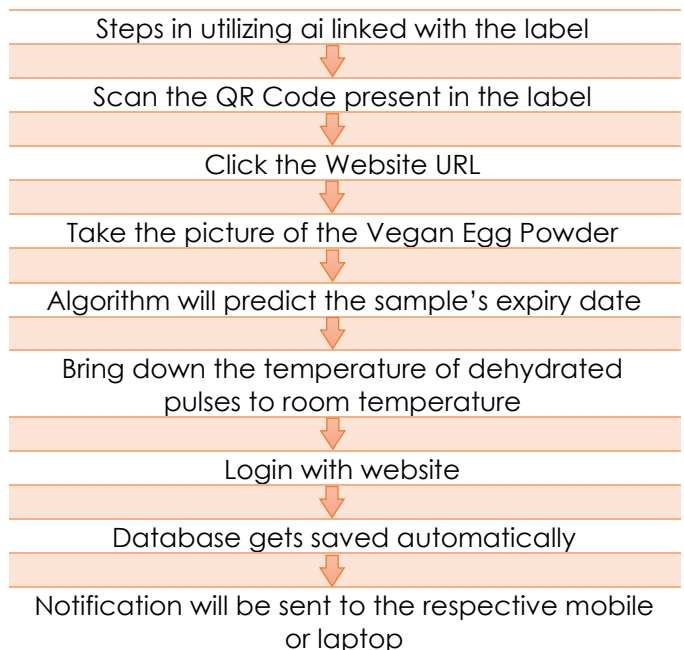 Steps in utilizing ai linked with the label
Scan the QR Code present in the label
Click the Website URL
Take the picture of the Vegan Egg Powder
Algorithm will predict the sample’s expiry date
Bring down the temperature of dehydrated
pulses to room temperature
Login with website
Database gets saved automatically
Notification will be sent to the respective mobile
or laptop